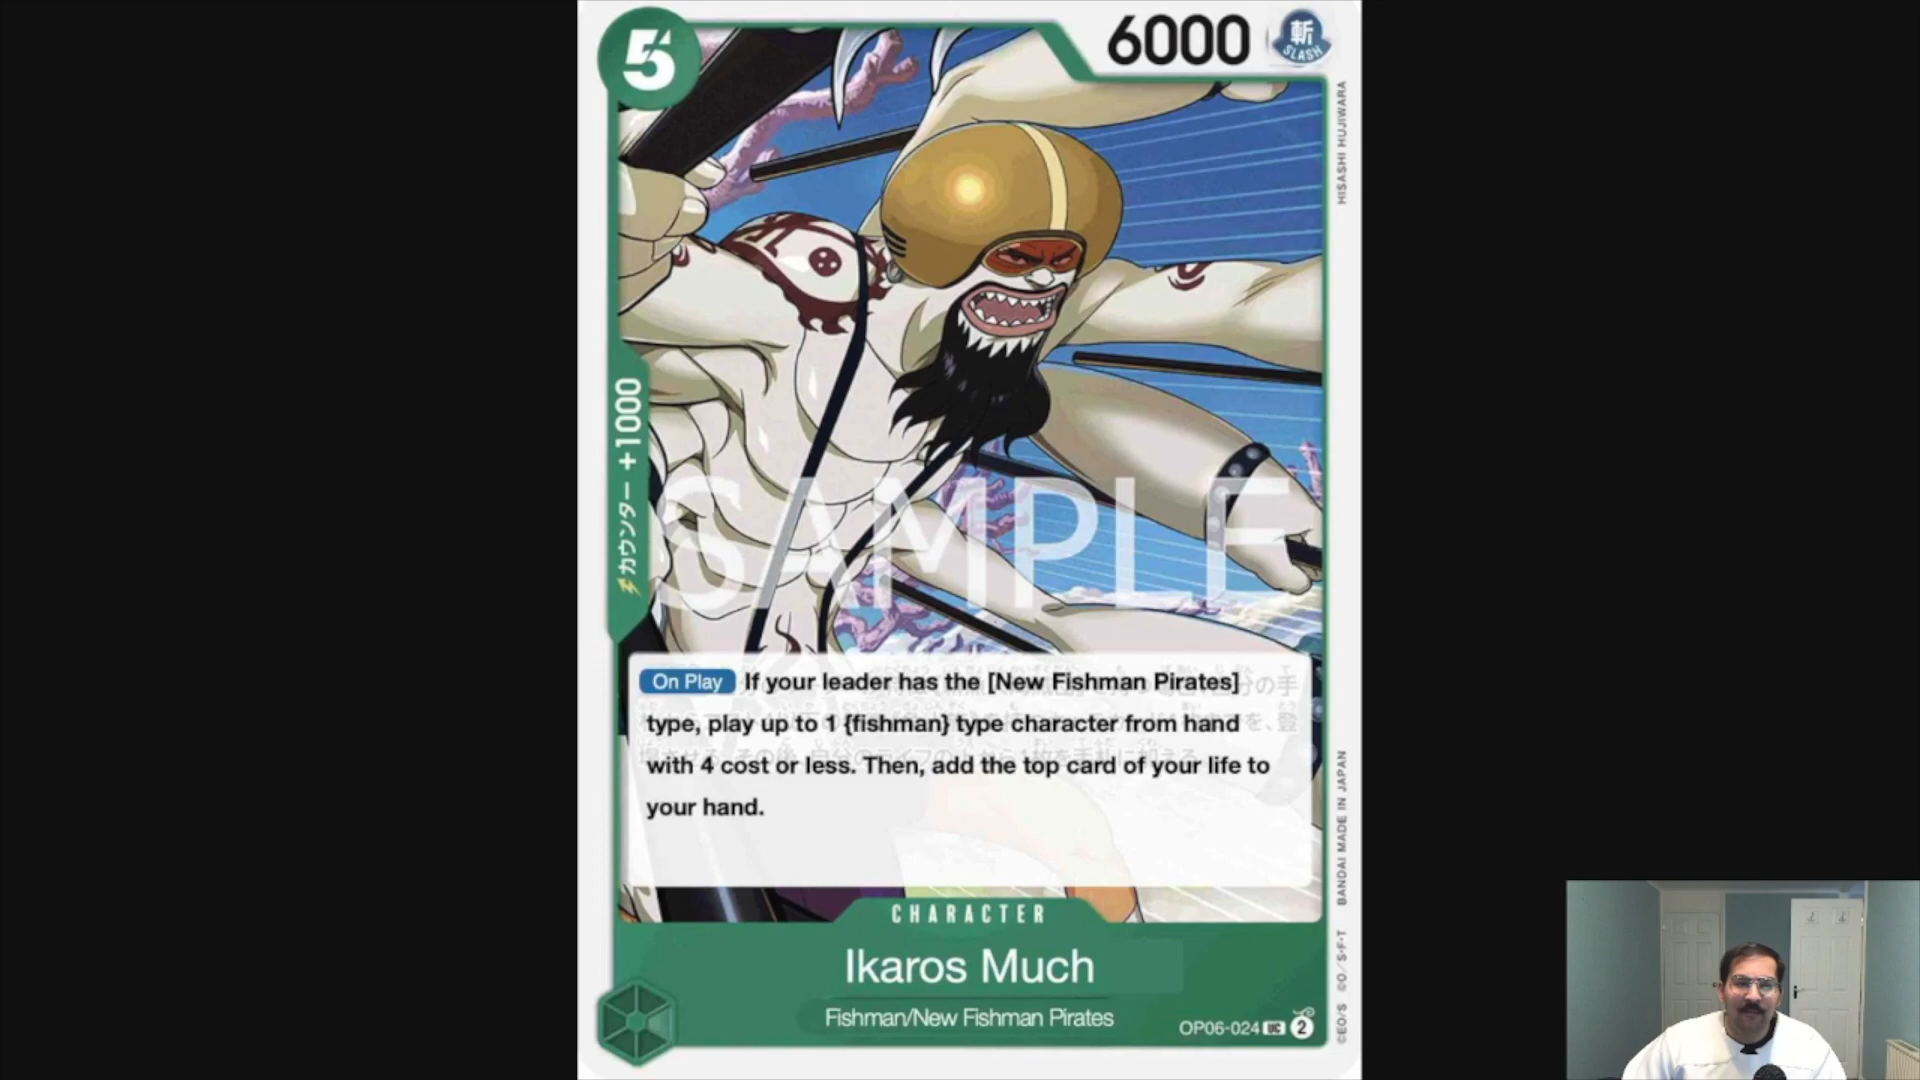 5
6000
斬
SLASH
HISASHI HUJIWARA
カウンター +1000
SAMPLE
On Play If your leader has the [New Fishman Pirates]
type, play up to 1 {fishman} type character from hand
with 4 cost or less. Then, add the top card of your life to
your hand.
CHARACTER
Ikaros Much
Fishman/New Fishman Pirates
OP06-024 UC 2
©EO/S ©O/S·F·T BANDAI MADE IN JAPAN